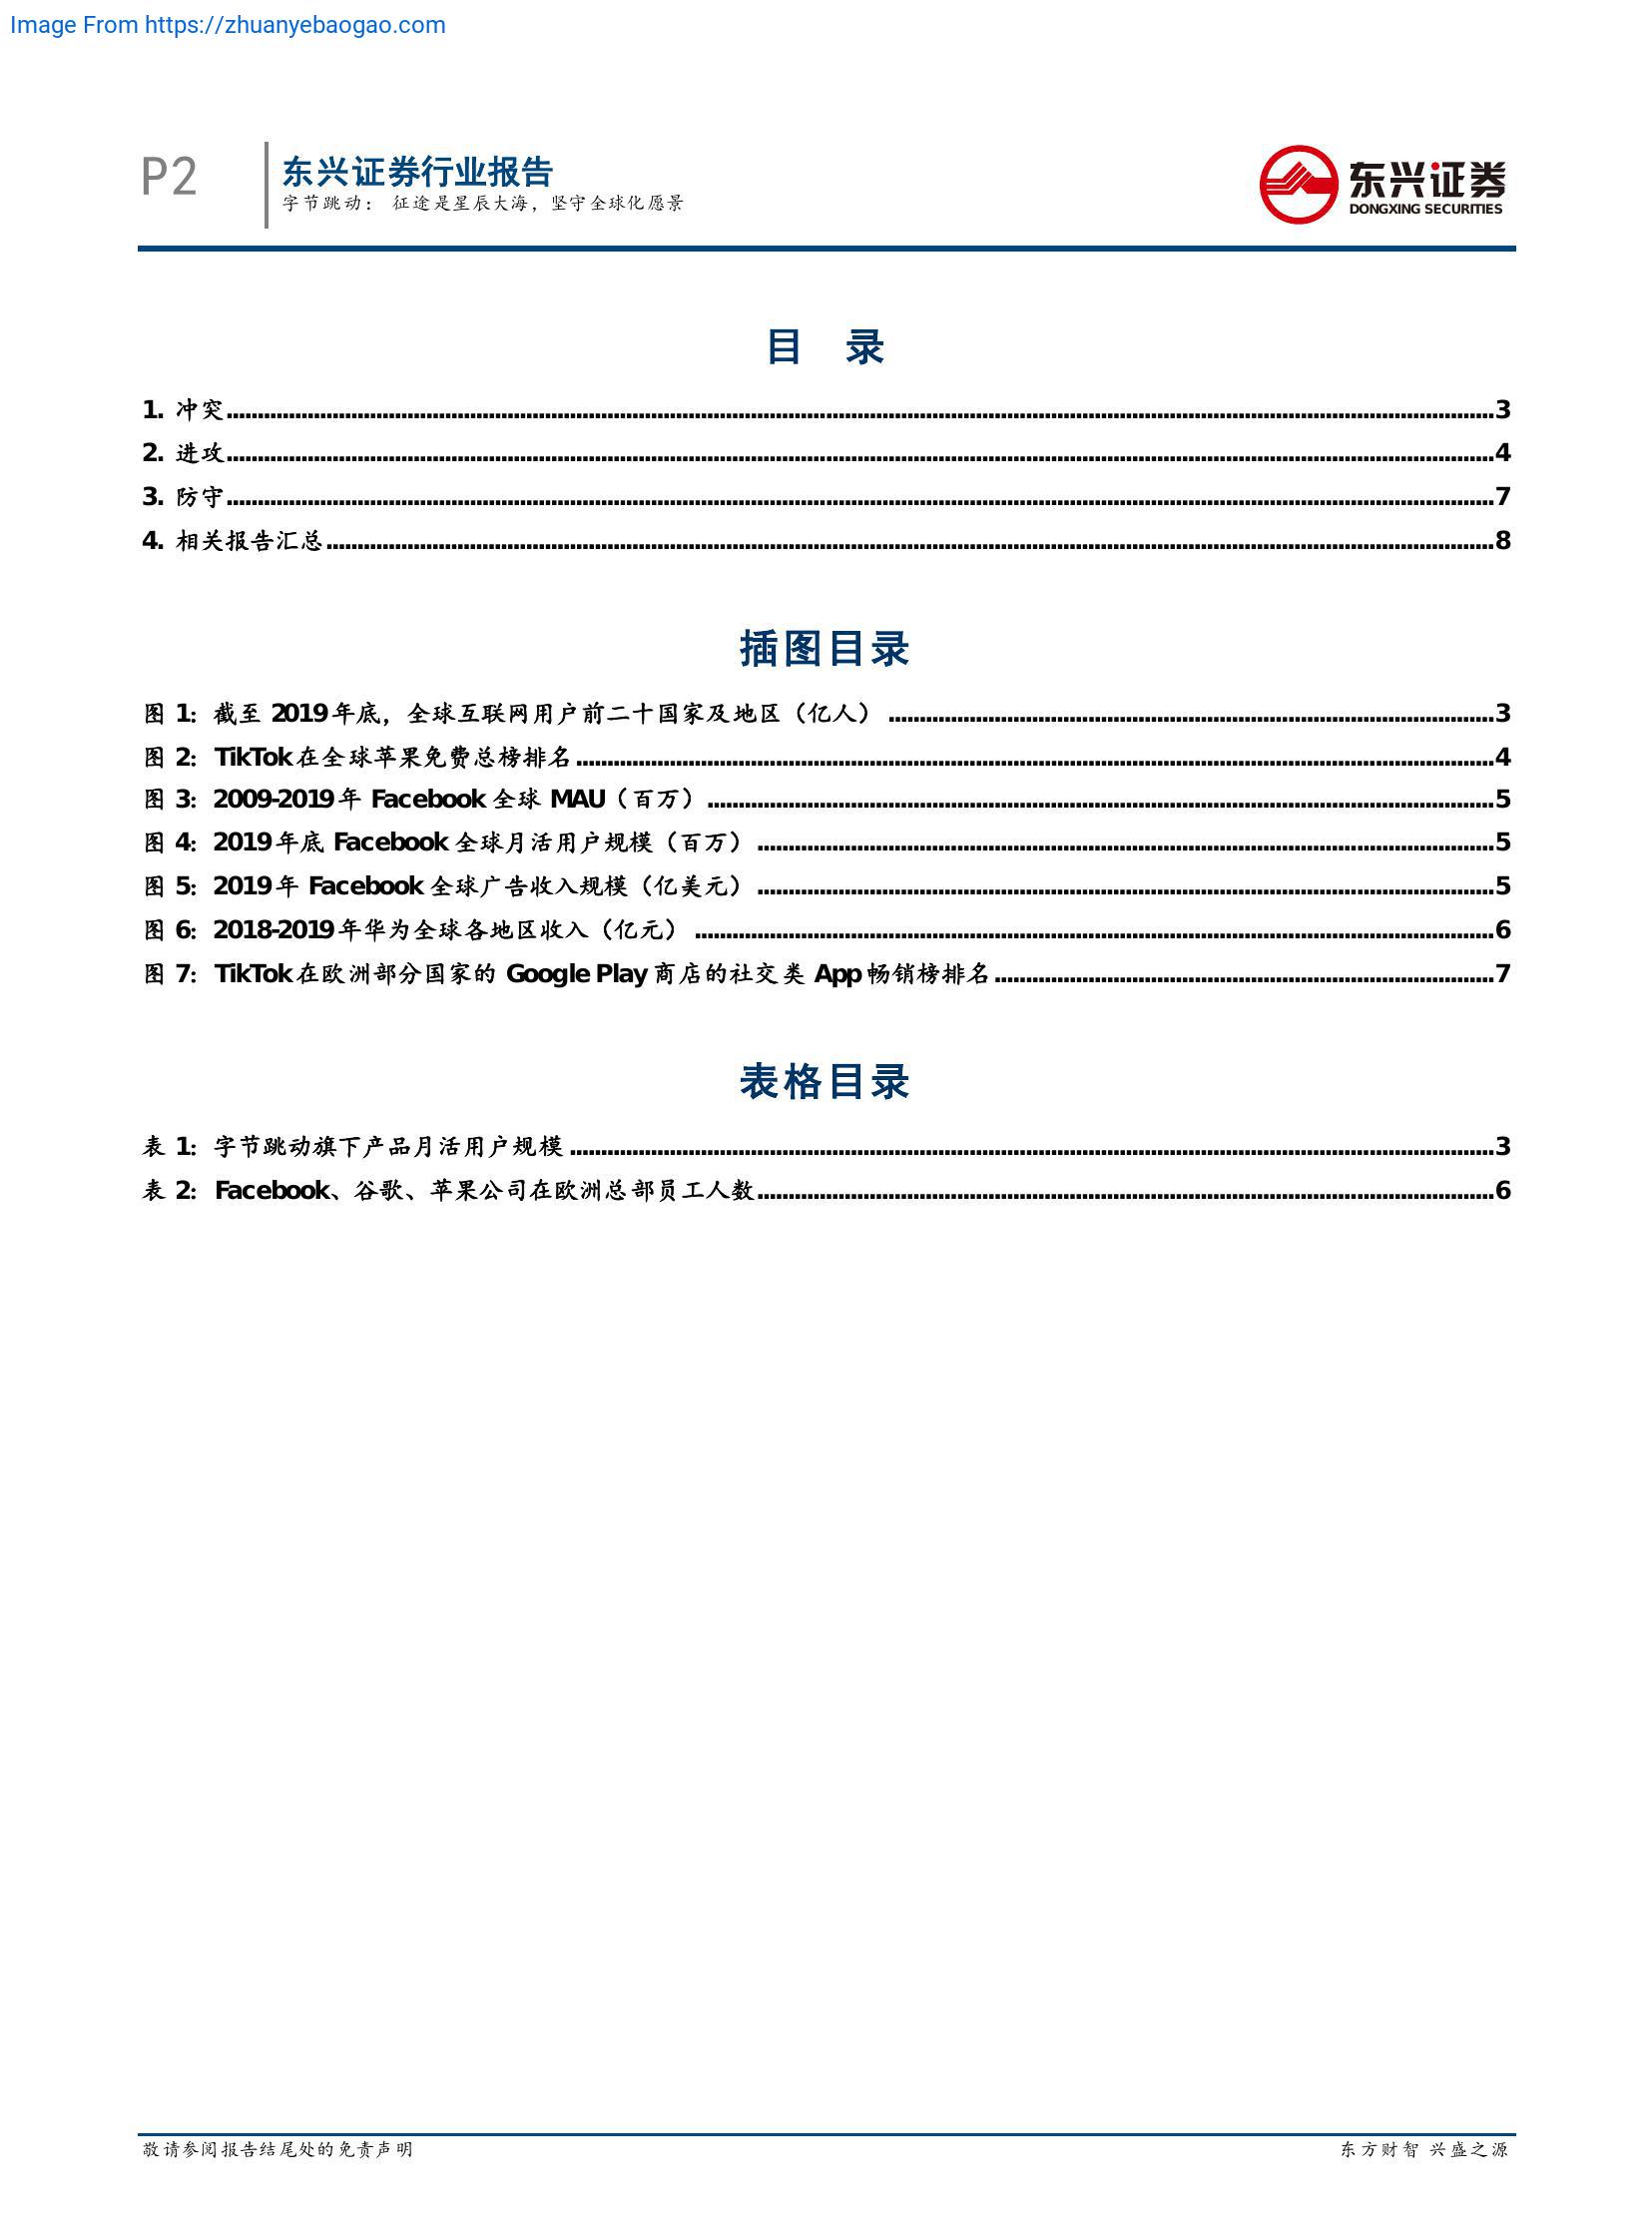 Image From https://zhuanyebaogao.com
P2
东兴证券行业报告
字节跳动： 征途是星辰大海，坚守全球化愿景
东兴证券
DONGXING SECURITIES
目 录
1. 冲突 3
2. 进攻 4
3. 防守 7
4. 相关报告汇总 8
插图目录
图 1: 截至 2019 年底，全球互联网用户前二十国家及地区（亿人） 3
图 2: TikTok 在全球苹果免费总榜排名 4
图 3: 2009-2019 年 Facebook 全球 MAU（百万） 5
图 4: 2019 年底 Facebook 全球月活用户规模（百万） 5
图 5: 2019 年 Facebook 全球广告收入规模（亿美元） 5
图 6: 2018-2019 年华为全球各地区收入（亿元） 6
图 7: TikTok 在欧洲部分国家的 Google Play 商店的社交类 App 畅销榜排名 7
表格目录
表 1: 字节跳动旗下产品月活用户规模 3
表 2: Facebook、谷歌、苹果公司在欧洲总部员工人数 6
敬请参阅报告结尾处的免责声明
东方财智 兴盛之源